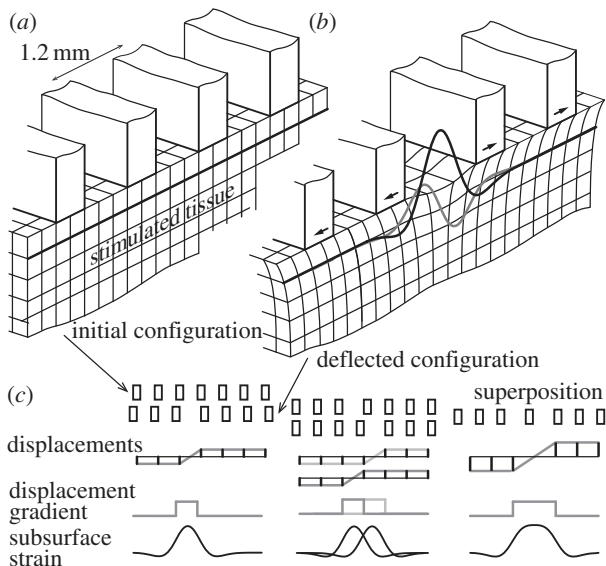 (a)
(b)
1.2 mm
stimulated tissue
initial configuration
deflected configuration
(c)
superposition
displacements
displacement
gradient
subsurface
strain